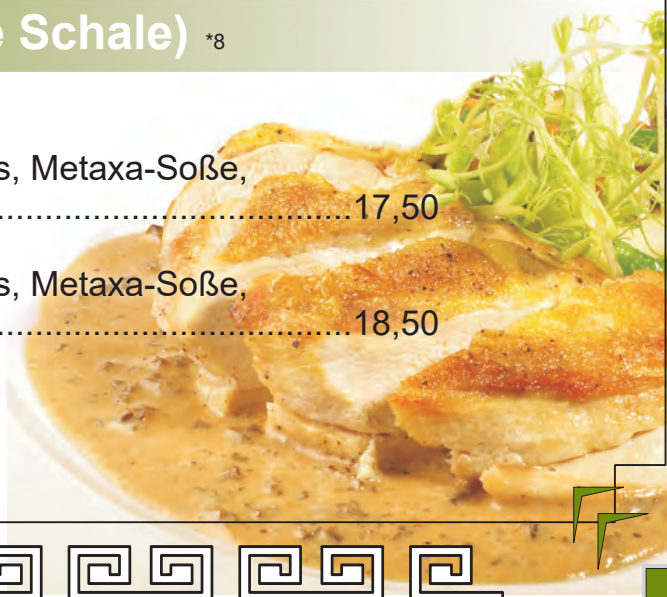 e Schale) *8
s, Metaxa-Soße,
..........................................17,50
s, Metaxa-Soße,
..........................................18,50